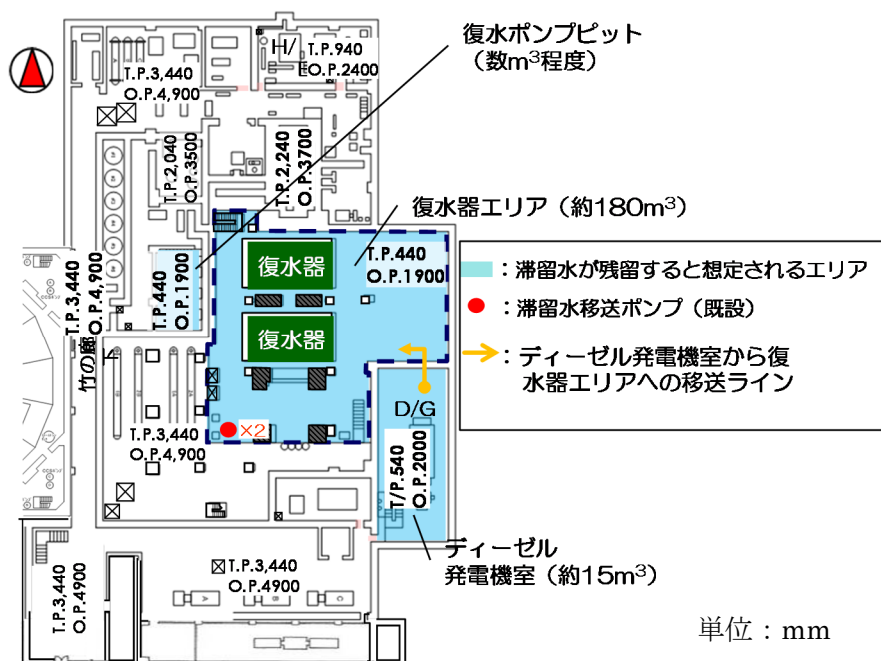 復水ポンプピット
（数m³程度）
H/
T.P.940
O.P.2400
T.P.3,440
O.P.4,900
T.P.2,040
O.P.3500
T.P.2,240
O.P.3700
復水器エリア（約180m³）
復水器
T.P.440
O.P.1900
T.P.440
O.P.1900
復水器
T.P.3,440
O.P.4,900
竹の廊下
：滞留水が残留すると想定されるエリア
：滞留水移送ポンプ（既設）
：ディーゼル発電機室から復
水器エリアへの移送ライン
D/G
×2
T.P.3,440
O.P.4,900
T/P.540
O.P.2000
ディーゼル
発電機室（約15m³）
T.P.3,440
O.P.4900
T.P.3,440
O.P.4900
単位：mm